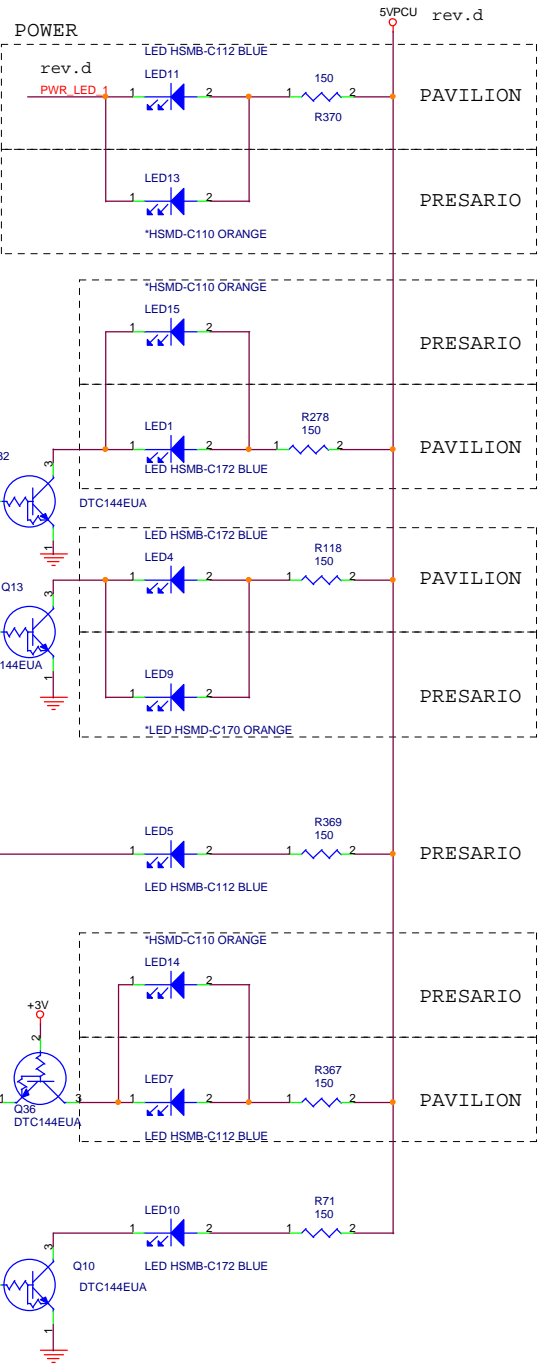 5VPCU rev.d
POWER
LED HSMB-C112 BLUE
rev.d
LED11
150
PWR_LED_1
1 2 1 2
PAVILION
R370
LED13
1 2
PRESARIO
*HSMD-C110 ORANGE
*HSMD-C110 ORANGE
LED15
1 2
PRESARIO
R278
LED1
150
1 2 1 2
PAVILION
LED HSMB-C172 BLUE
3
DTC144EUA
1
LED HSMB-C172 BLUE
R118
LED4
150
Q13
3
1 2 1 2
PAVILION
144EUA
1
LED9
1 2
PRESARIO
*LED HSMD-C170 ORANGE
R369
LED5
150
1 2 1 2
PRESARIO
LED HSMB-C112 BLUE
*HSMD-C110 ORANGE
LED14
1 2
PRESARIO
+3V
2
R367
LED7
150
1 3
1 2 1 2
PAVILION
Q36
DTC144EUA
LED HSMB-C112 BLUE
R71
LED10
150
1 2 1 2
3
Q10
LED HSMB-C172 BLUE
DTC144EUA
1